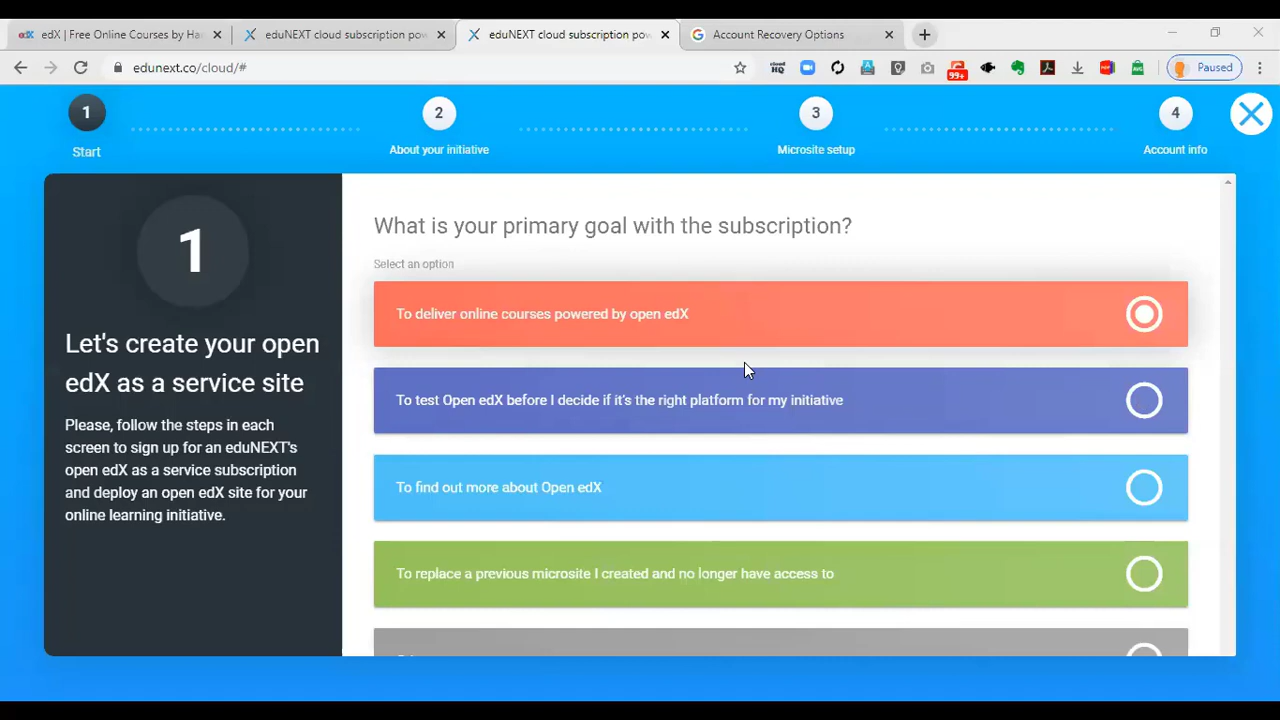 edX | Free Online Courses by Ha
eduNEXT cloud subscription pow
eduNEXT cloud subscription pow
Account Recovery Options
edunext.co/cloud/#
cloud
HQ
99+
Paused
1
2
3
4
Start
About your initiative
Microsite setup
Account info
1
Let's create your open
edX as a service site
Please, follow the steps in each
screen to sign up for an eduNEXT's
open edX as a service subscription
and deploy an open edX site for your
online learning initiative.
What is your primary goal with the subscription?
Select an option
To deliver online courses powered by open edX
To test Open edX before I decide if it's the right platform for my initiative
To find out more about Open edX
To replace a previous microsite I created and no longer have access to